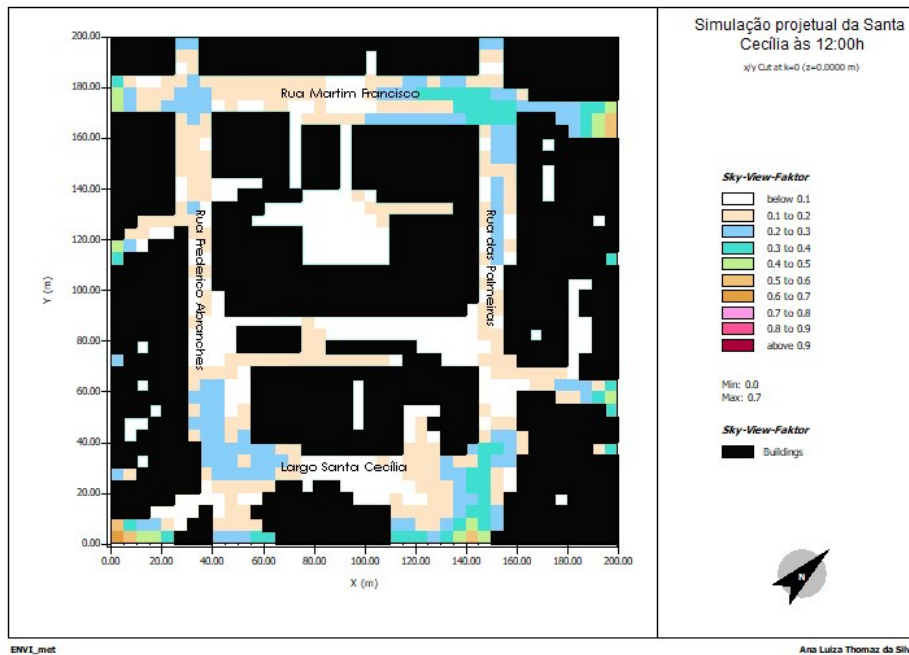 Simulação projetual da Santa
Cecília às 12:00h
x/y Cut at k=0 (z=0.0000 m)
200.00
180.00
160.00
140.00
120.00
100.00
80.00
60.00
40.00
20.00
0.00
Y (m)
0.00 20.00 40.00 60.00 80.00 100.00 120.00 140.00 160.00 180.00 200.00
X (m)
Rua Martim Francisco
Rua Frederico Abranches
Rua das Palmeiras
Largo Santa Cecília
Sky-View-Faktor
below 0.1
0.1 to 0.2
0.2 to 0.3
0.3 to 0.4
0.4 to 0.5
0.5 to 0.6
0.6 to 0.7
0.7 to 0.8
0.8 to 0.9
above 0.9
Min: 0.0
Max: 0.7
Sky-View-Faktor
Buildings
N
ENVI_met
Ana Luiza Thomaz da Silv